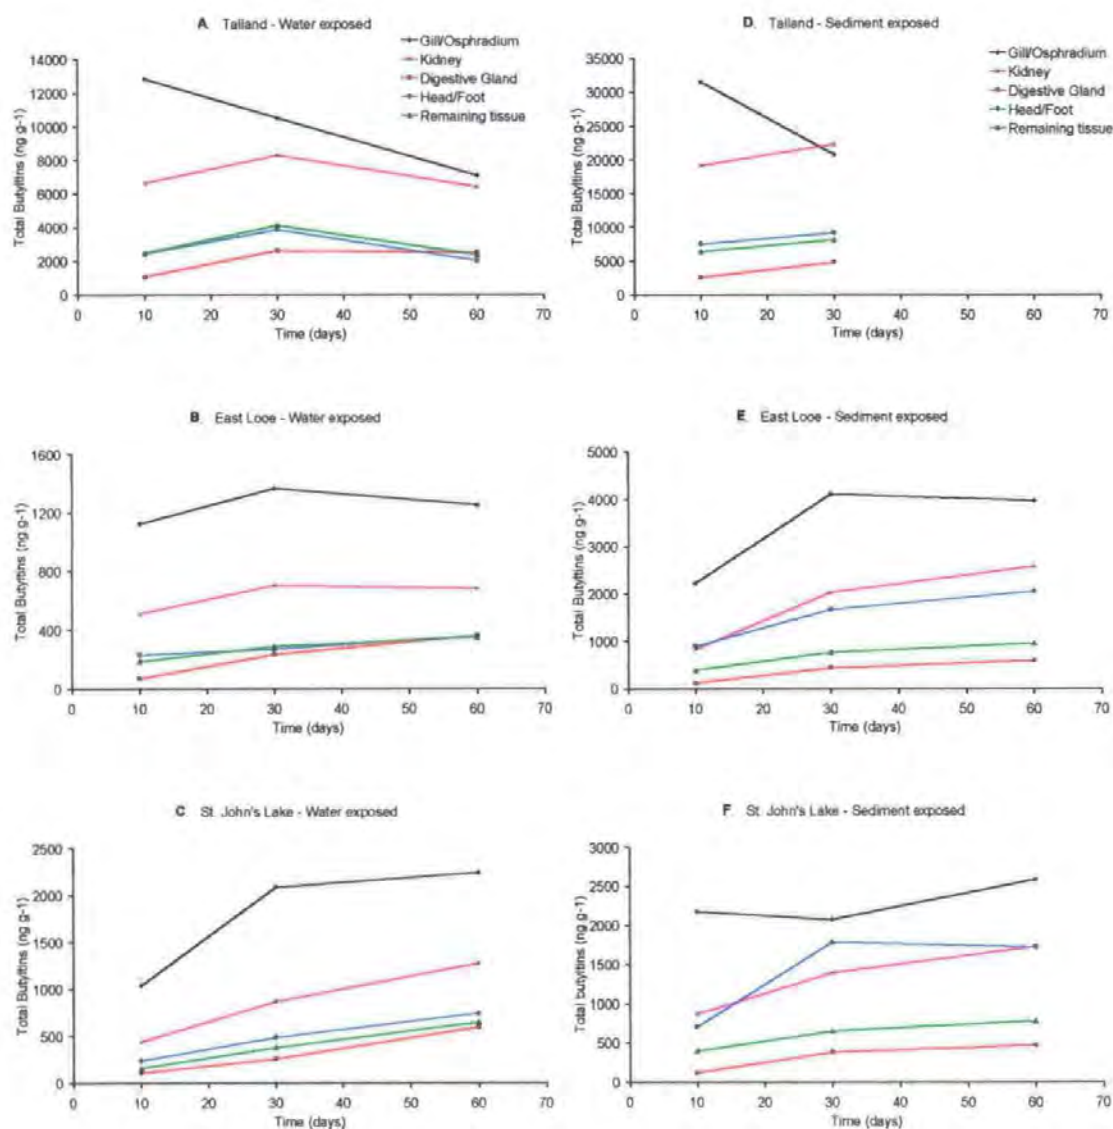 A. Talland - Water exposed
Gill/Osphradium
Kidney
Digestive Gland
Head/Foot
Remaining tissue
Total Butyltins (ng g-1)
14000
12000
10000
8000
6000
4000
2000
0
0 10 20 30 40 50 60 70
Time (days)
D. Talland - Sediment exposed
Gill/Osphradium
Kidney
Digestive Gland
Head/Foot
Remaining tissue
Total Butyltins (ng g-1)
35000
30000
25000
20000
15000
10000
5000
0
0 10 20 30 40 50 60 70
Time (days)
B. East Looe - Water exposed
Total Butyltins (ng g-1)
1600
1200
800
400
0
0 10 20 30 40 50 60 70
Time (days)
E. East Looe - Sediment exposed
Total Butyltins (ng g-1)
5000
4000
3000
2000
1000
0
0 10 20 30 40 50 60 70
Time (days)
C St. John's Lake - Water exposed
Total Butyltins (ng g-1)
2500
2000
1500
1000
500
0
0 10 20 30 40 50 60 70
Time (days)
F. St. John's Lake - Sediment exposed
Total butyltins (ng g-1)
3000
2500
2000
1500
1000
500
0
0 10 20 30 40 50 60 70
Time (days)